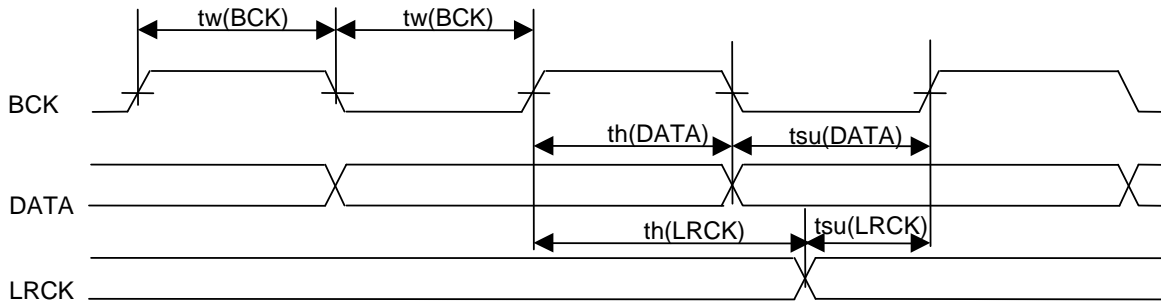 tw(BCK) tw(BCK)
BCK
th(DATA) tsu(DATA)
DATA
th(LRCK) tsu(LRCK)
LRCK